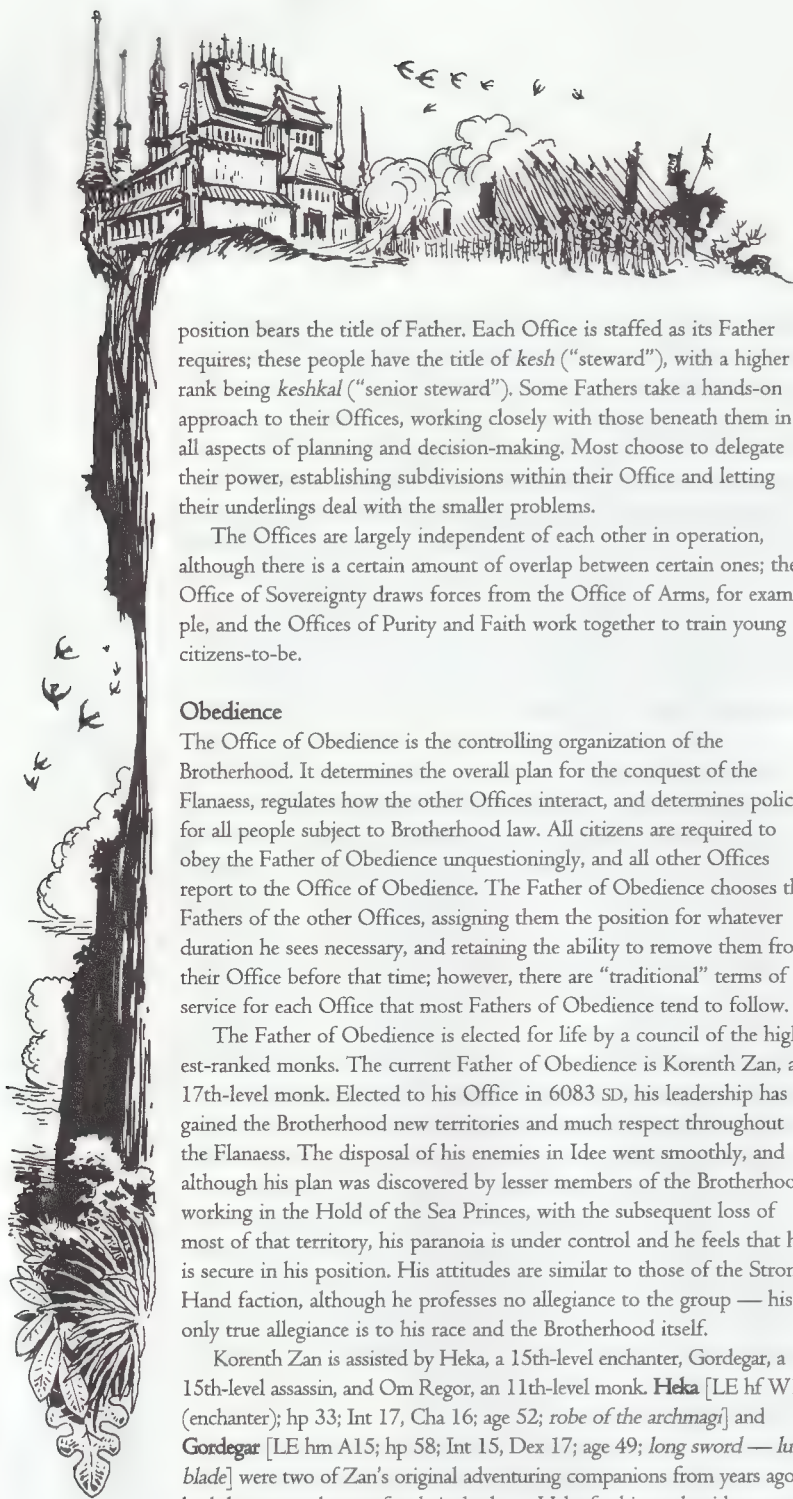 position bears the title of Father. Each Office is staffed as its Father
requires; these people have the title of kesh (“steward”), with a higher
rank being keshkal (“senior steward”). Some Fathers take a hands-on
approach to their Offices, working closely with those beneath them in
all aspects of planning and decision-making. Most choose to delegate
their power, establishing subdivisions within their Office and letting
their underlings deal with the smaller problems.
The Offices are largely independent of each other in operation,
although there is a certain amount of overlap between certain ones; the
Office of Sovereignty draws forces from the Office of Arms, for exam-
ple, and the Offices of Purity and Faith work together to train young
citizens-to-be.
Obedience
The Office of Obedience is the controlling organization of the
Brotherhood. It determines the overall plan for the conquest of the
Flanaess, regulates how the other Offices interact, and determines polic
for all people subject to Brotherhood law. All citizens are required to
obey the Father of Obedience unquestioningly, and all other Offices
report to the Office of Obedience. The Father of Obedience chooses th
Fathers of the other Offices, assigning them the position for whatever
duration he sees necessary, and retaining the ability to remove them fro
their Office before that time; however, there are “traditional” terms of
service for each Office that most Fathers of Obedience tend to follow.
The Father of Obedience is elected for life by a council of the high
est-ranked monks. The current Father of Obedience is Korenth Zan, a
17th-level monk. Elected to his Office in 6083 SD, his leadership has
gained the Brotherhood new territories and much respect throughout
the Flanaess. The disposal of his enemies in Idee went smoothly, and
although his plan was discovered by lesser members of the Brotherhoo
working in the Hold of the Sea Princes, with the subsequent loss of
most of that territory, his paranoia is under control and he feels that h
is secure in his position. His attitudes are similar to those of the Stron
Hand faction, although he professes no allegiance to the group — his
only true allegiance is to his race and the Brotherhood itself.
Korenth Zan is assisted by Heka, a 15th-level enchanter, Gordegar, a
15th-level assassin, and Om Regor, an 11th-level monk. Heka [LE hf W1
(enchanter); hp 33; Int 17, Cha 16; age 52; robe of the archmagi] and
Gordegar [LE hm A15; hp 58; Int 15, Dex 17; age 49; long sword — lu
blade] were two of Zan’s original adventuring companions from years ago